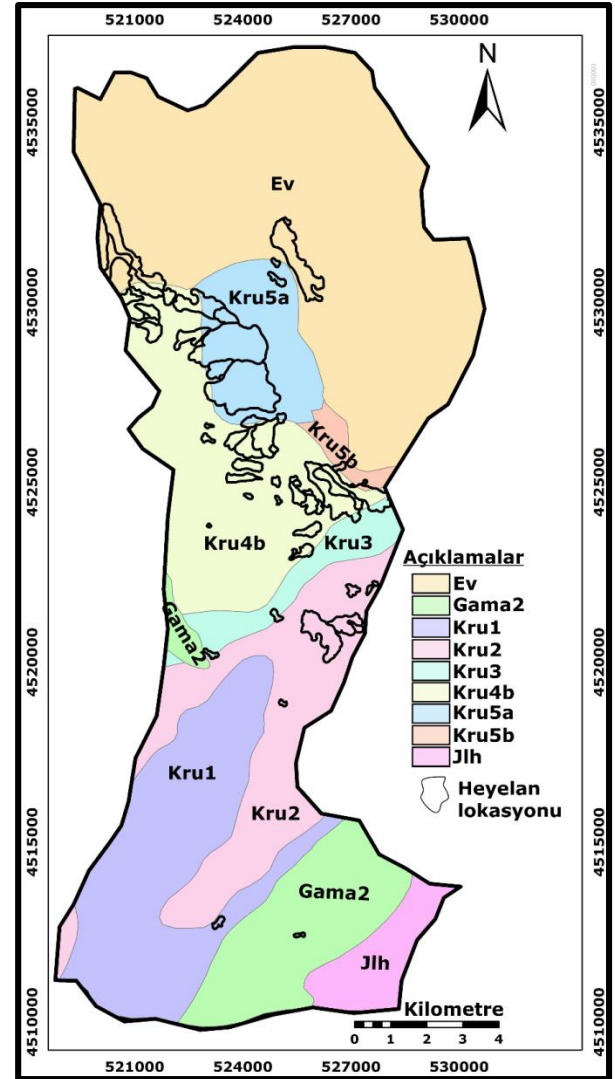 521000 524000 527000 530000
N
4535000
4535000
Ev
4530000
4530000
Kru5a
Kru5b
4525000
4525000
Kru4b
Kru3
Gama2
4520000
4520000
Açıklamalar
Ev
Gama2
Kru1
Kru2
Kru3
Kru4b
Kru5a
Kru5b
Jlh
Heyelan
lokasyonu
Kru1
Kru2
4515000
4515000
Gama2
Jlh
Kilometre
0 1 2 3 4
4510000
4510000
521000 524000 527000 530000